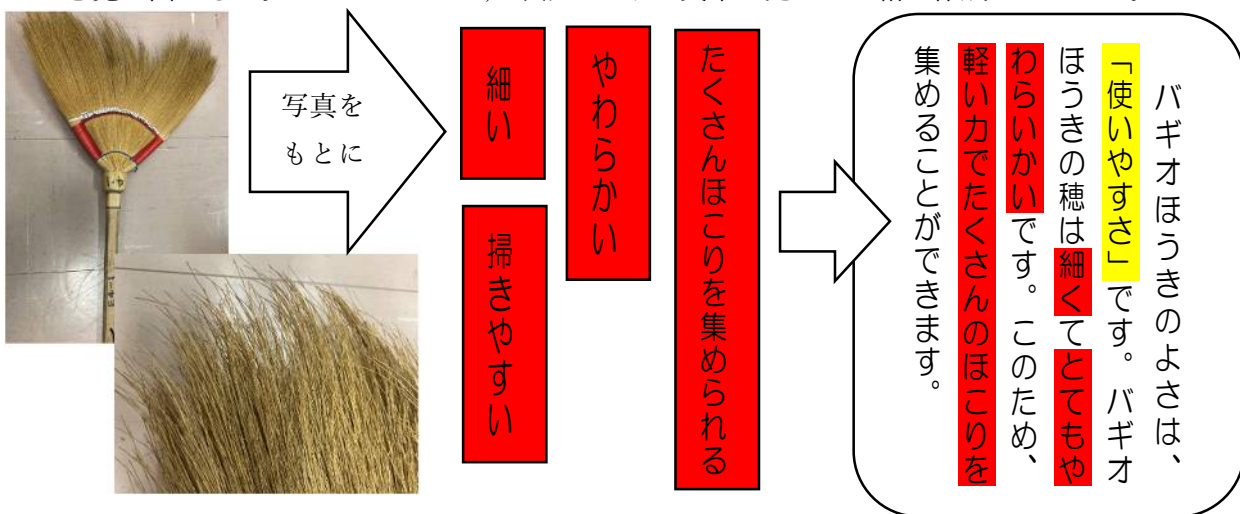 写真を
もとに
細い
掃きやすい
やわらかい
たくさんほこりを集められる
バギオほうきのよさは、
「使いやすさ」です。バギオ
ほうきの穂は細くてとてもや
わらいかいです。このため、
軽い力でたくさんのほこりを
集めることができます。